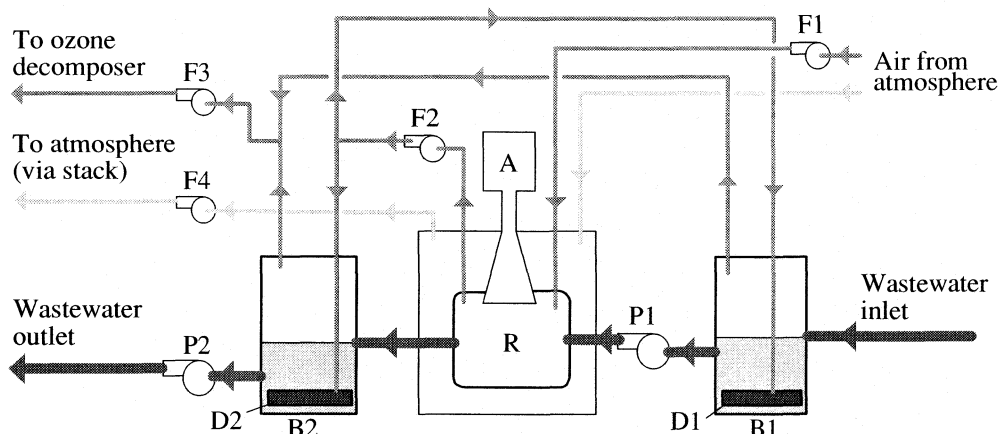 To ozone
decomposer
F3
F1
Air from
atmosphere
F2
To atmosphere
(via stack)
F4
A
Wastewater
outlet
P2
R
P1
Wastewater
inlet
D2
B2
D1
B1